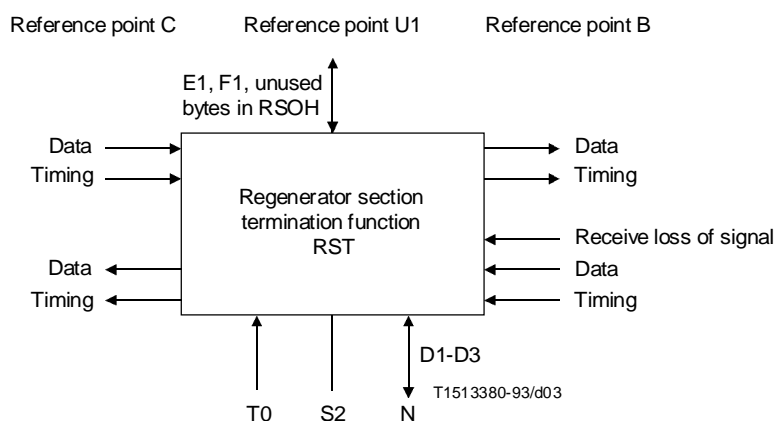 Reference point C
Reference point U1
Reference point B
E1, F1, unused
bytes in RSOH
Data
Timing
Data
Timing
Regenerator section
termination function
RST
Data
Timing
Receive loss of signal
Data
Timing
D1-D3
T1513380-93/d03
T0
S2
N